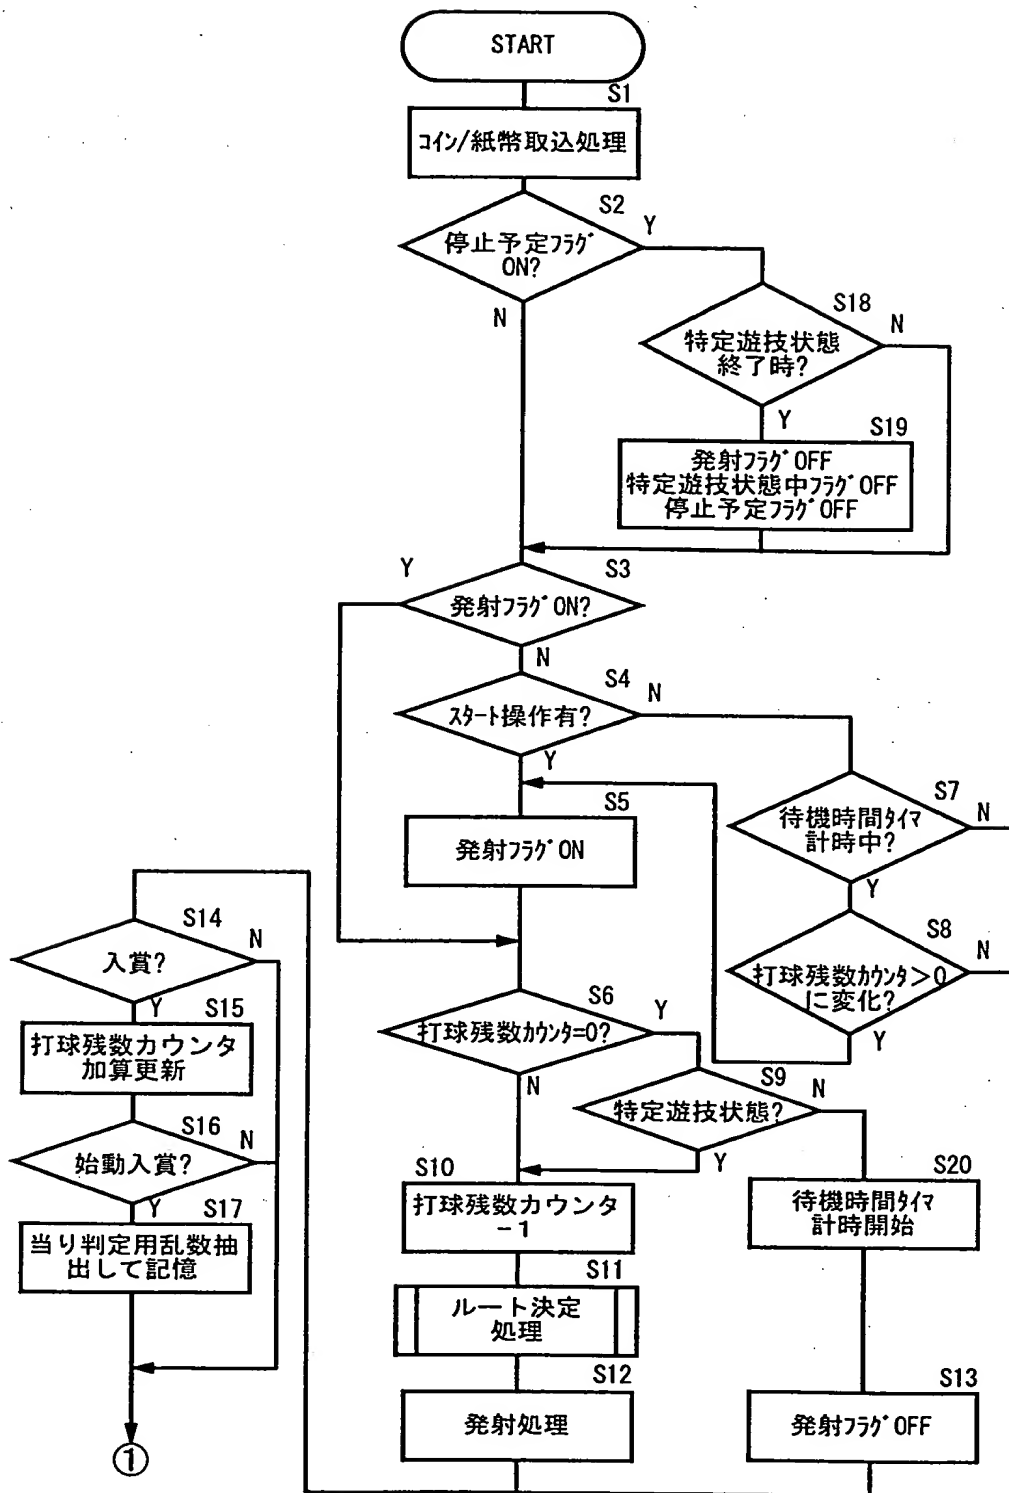 START
S1
コイン/紙幣取込処理
S2
停止予定フラグ
ON?
Y
N
S18
特定遊技状態
終了時?
N
Y
S19
発射フラグOFF
特定遊技状態中フラグOFF
停止予定フラグOFF
S3
発射フラグON?
Y
N
S4
スタート操作有?
N
Y
S5
発射フラグON
S7
待機時間タイマ
計時中?
N
Y
S8
打球残数カウンタ>0
に変化?
N
Y
S6
打球残数カウンタ=0?
Y
N
S9
特定遊技状態?
N
Y
S10
打球残数カウンタ
-1
S11
ルート決定
処理
S12
発射処理
S20
待機時間タイマ
計時開始
S13
発射フラグOFF
S14
入賞?
N
Y
S15
打球残数カウンタ
加算更新
S16
始動入賞?
N
Y
S17
当り判定用乱数抽
出して記憶
①